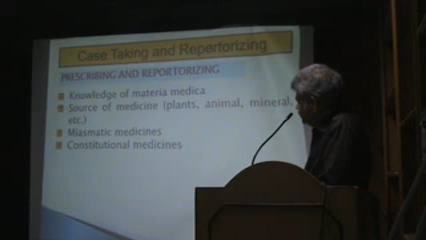 Case Taking and Repertorizing
PRESCRIBING AND REPORTORIZING
Knowledge of materia medica
Source of medicine (plants, animal, mineral,
etc.)
Miasmatic medicines
Constitutional medicines